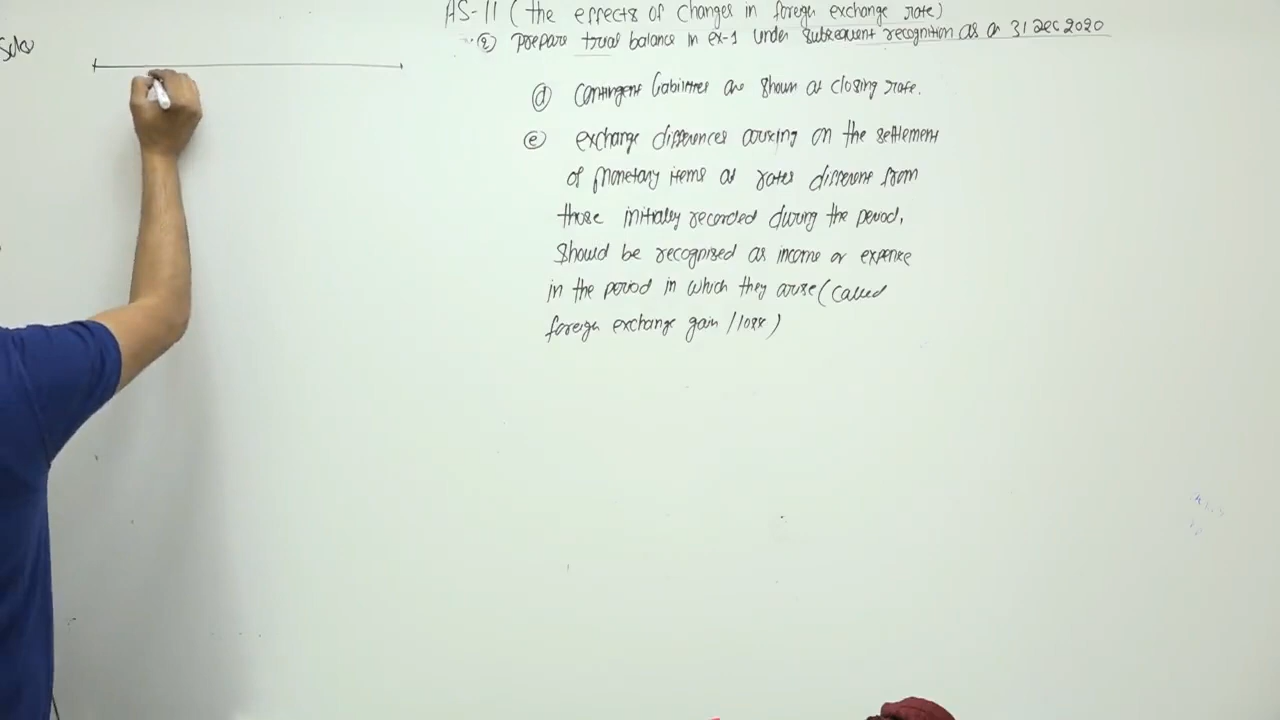 AS-11 (the effects of changes in foreign exchange rate)
Q) prepare trial balance in ex-1 under subsequent recognition as on 31 Dec 2020
Soln
(d) Contingent liabilities are shown at closing rate.
(e) exchange differences arising on the settlement
of monetary items at rates different from
those initially recorded during the period,
should be recognised as income or expense
in the period in which they arise (called
foreign exchange gain / loss)